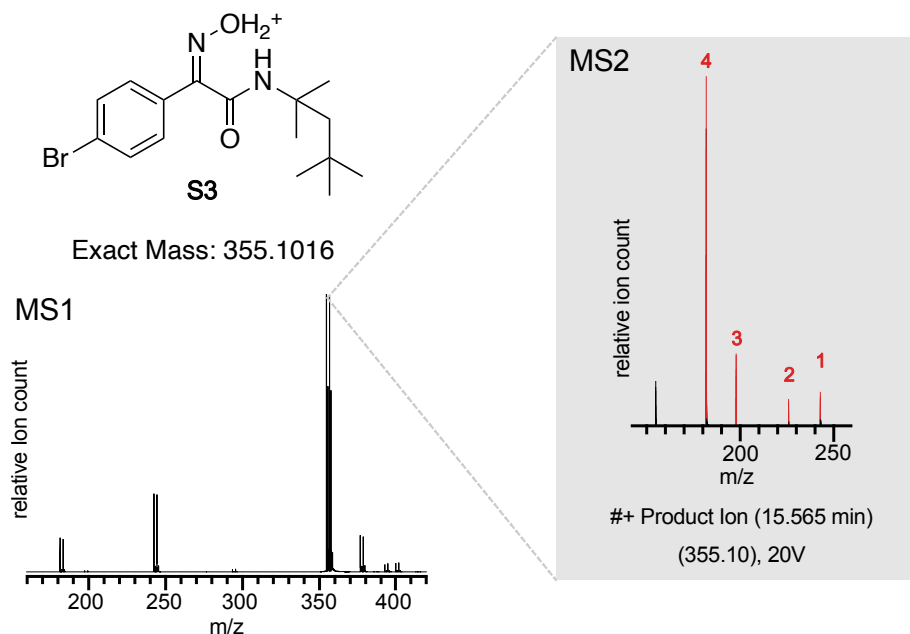 OH₂⁺
N
H
N
O
Br
S3
Exact Mass: 355.1016
MS1
relative Ion count
200 250 300 350 400
m/z
MS2
4
3
2
1
relative ion count
200 250
m/z
#+ Product Ion (15.565 min)
(355.10), 20V